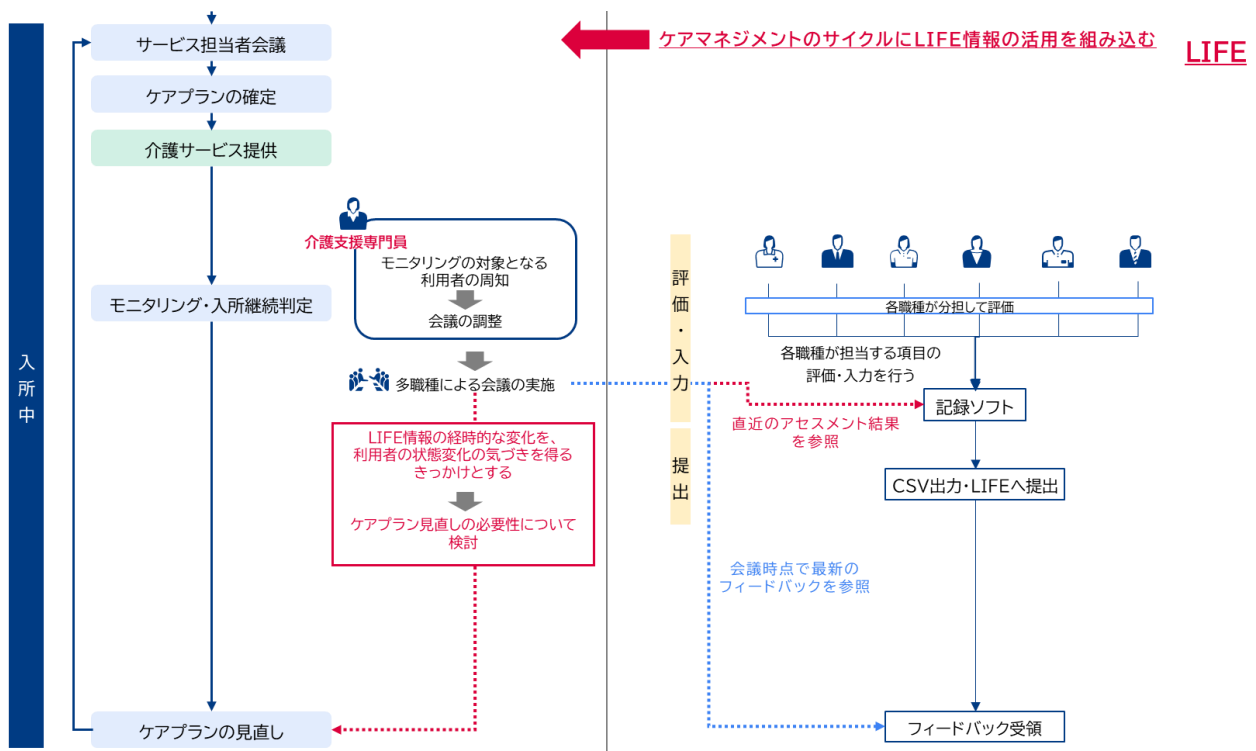 ケアマネジメントのサイクルにLIFE情報の活用を組み込む
LIFE
入所中
サービス担当者会議
ケアプランの確定
介護サービス提供
モニタリング・入所継続判定
ケアプランの見直し
介護支援専門員
モニタリングの対象となる
利用者の周知
会議の調整
多職種による会議の実施
LIFE情報の経時的な変化を、
利用者の状態変化の気づきを得る
きっかけとする
ケアプラン見直しの必要性について
検討
評価・入力
提出
各職種が分担して評価
各職種が担当する項目の
評価・入力を行う
記録ソフト
直近のアセスメント結果
を参照
CSV出力・LIFEへ提出
会議時点で最新の
フィードバックを参照
フィードバック受領